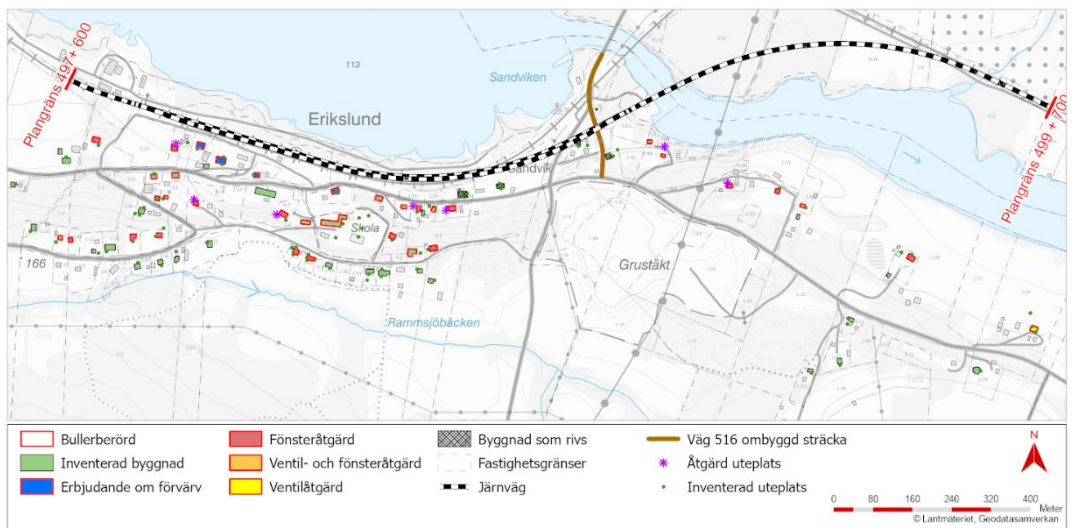 Plangräns 497+ 600
113
Sandviken
Erikslund
Sandvik
Plangräns 499 + 700
Skola
166
Grustäkt
Rammsjöbäcken
Bullerberörd
Fönsteråtgärd
Byggnad som rivs
Väg 516 ombyggd sträcka
N
Inventerad byggnad
Ventil- och fönsteråtgärd
Fastighetsgränser
Åtgärd uteplats
Erbjudande om förvärv
Ventilåtgärd
Järnväg
Inventerad uteplats
0 80 160 240 320 400
Meter
© Lantmäteriet, Geodatasamverkan